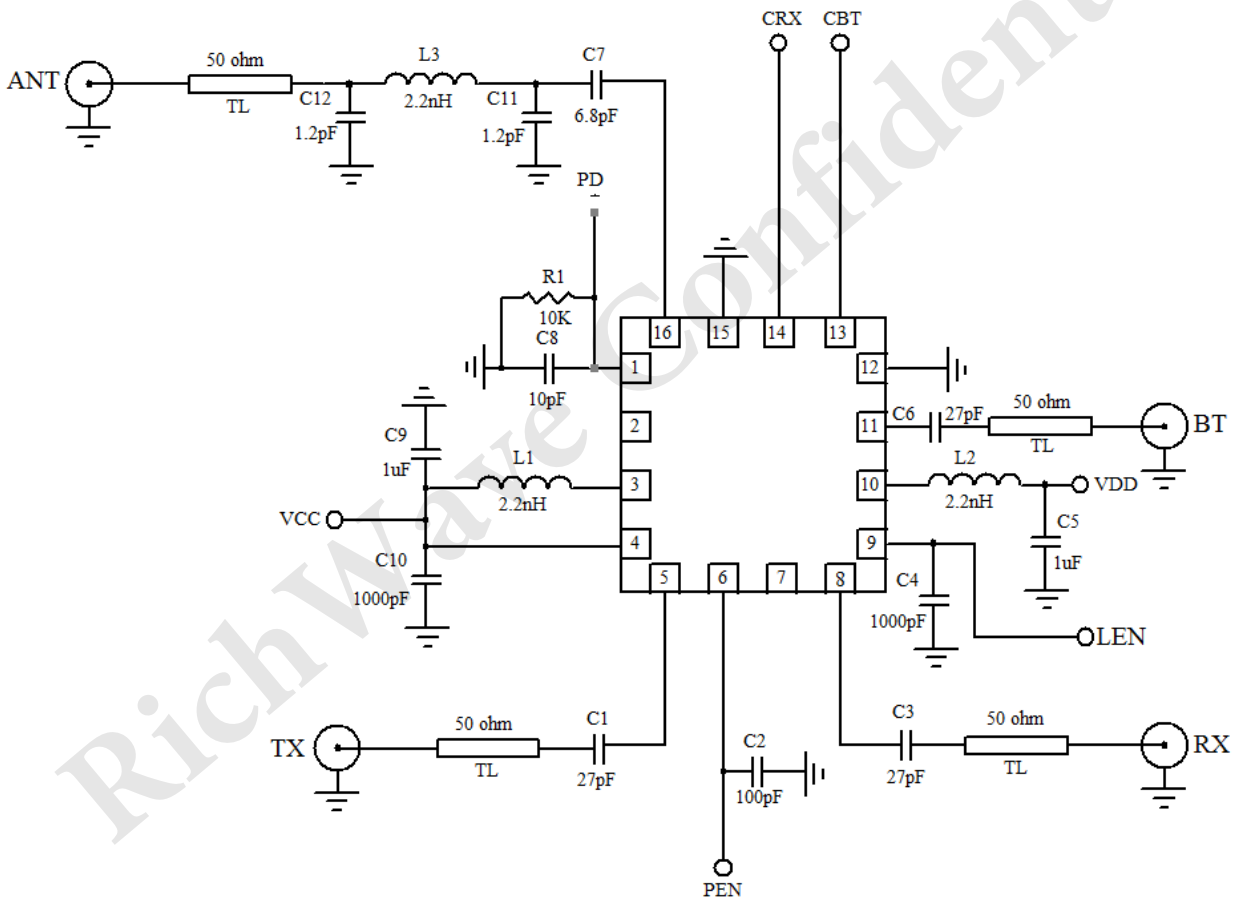 CRX CBT
50 ohm L3 C7
ANT
TL C12 2.2nH C11 6.8pF
1.2pF 1.2pF
PD
R1
10K
C8
10pF
16 15 14 13
1 12
2 11
3 10
4 9
5 6 7 8
C6 27pF 50 ohm
BT
TL
C9
1uF
L1
2.2nH
VCC
C10
1000pF
L2
2.2nH
VDD
C5
1uF
C4
1000pF
LEN
50 ohm C1
TX
TL 27pF
C2
100pF
C3 50 ohm
RX
27pF TL
PEN
RichWave Confident